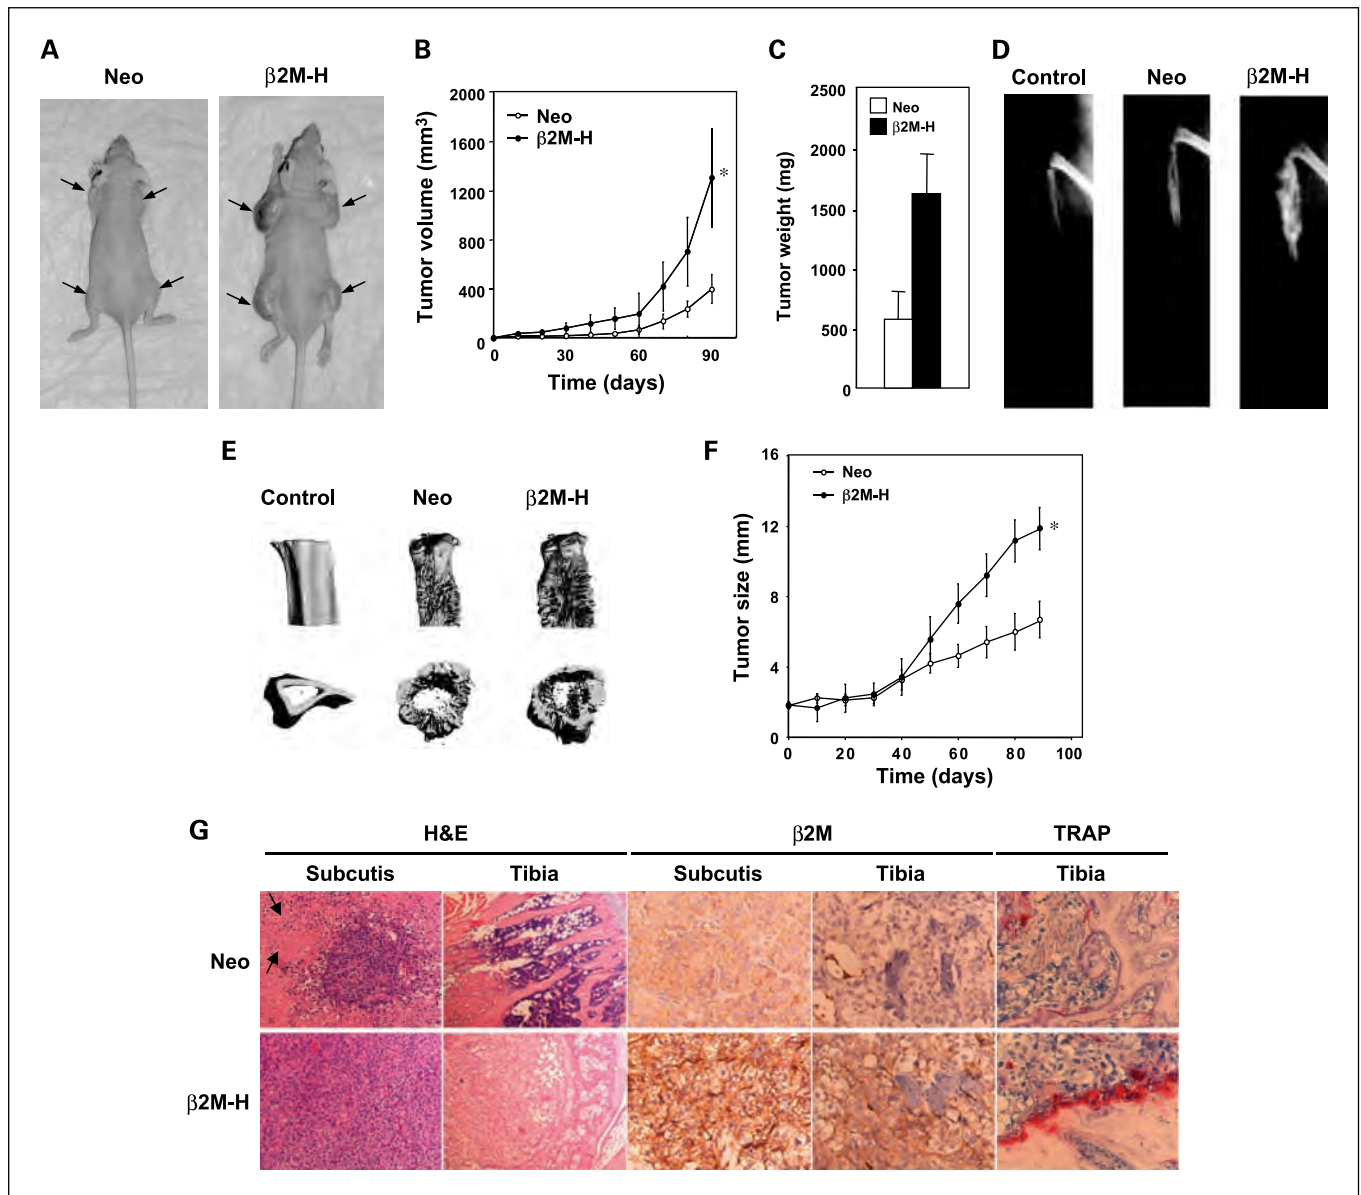 A
Neo
β2M-H
B
Neo
β2M-H
Tumor volume (mm3)
2000
1600
1200
800
400
0
*
0
30
60
90
Time (days)
C
Neo
β2M-H
Tumor weight (mg)
2500
2000
1500
1000
500
0
D
Control
Neo
β2M-H
E
Control
Neo
β2M-H
F
Neo
β2M-H
Tumor size (mm)
16
12
8
4
0
*
0
20
40
60
80
100
Time (days)
G
H&E
β2M
TRAP
Subcutis
Tibia
Subcutis
Tibia
Tibia
Neo
β2M-H